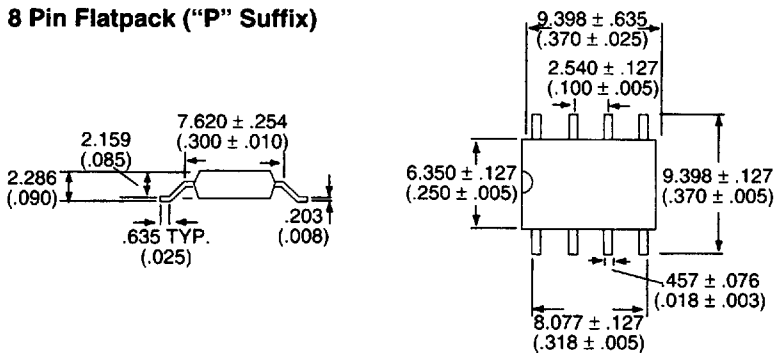 8 Pin Flatpack (“P” Suffix)
9.398 ± .635
(.370 ± .025)
2.540 ± .127
(.100 ± .005)
7.620 ± .254
(.300 ± .010)
2.159
(.085)
2.286
(.090)
.203
(.008)
.635 TYP.
(.025)
6.350 ± .127
(.250 ± .005)
9.398 ± .127
(.370 ± .005)
.457 ± .076
(.018 ± .003)
8.077 ± .127
(.318 ± .005)